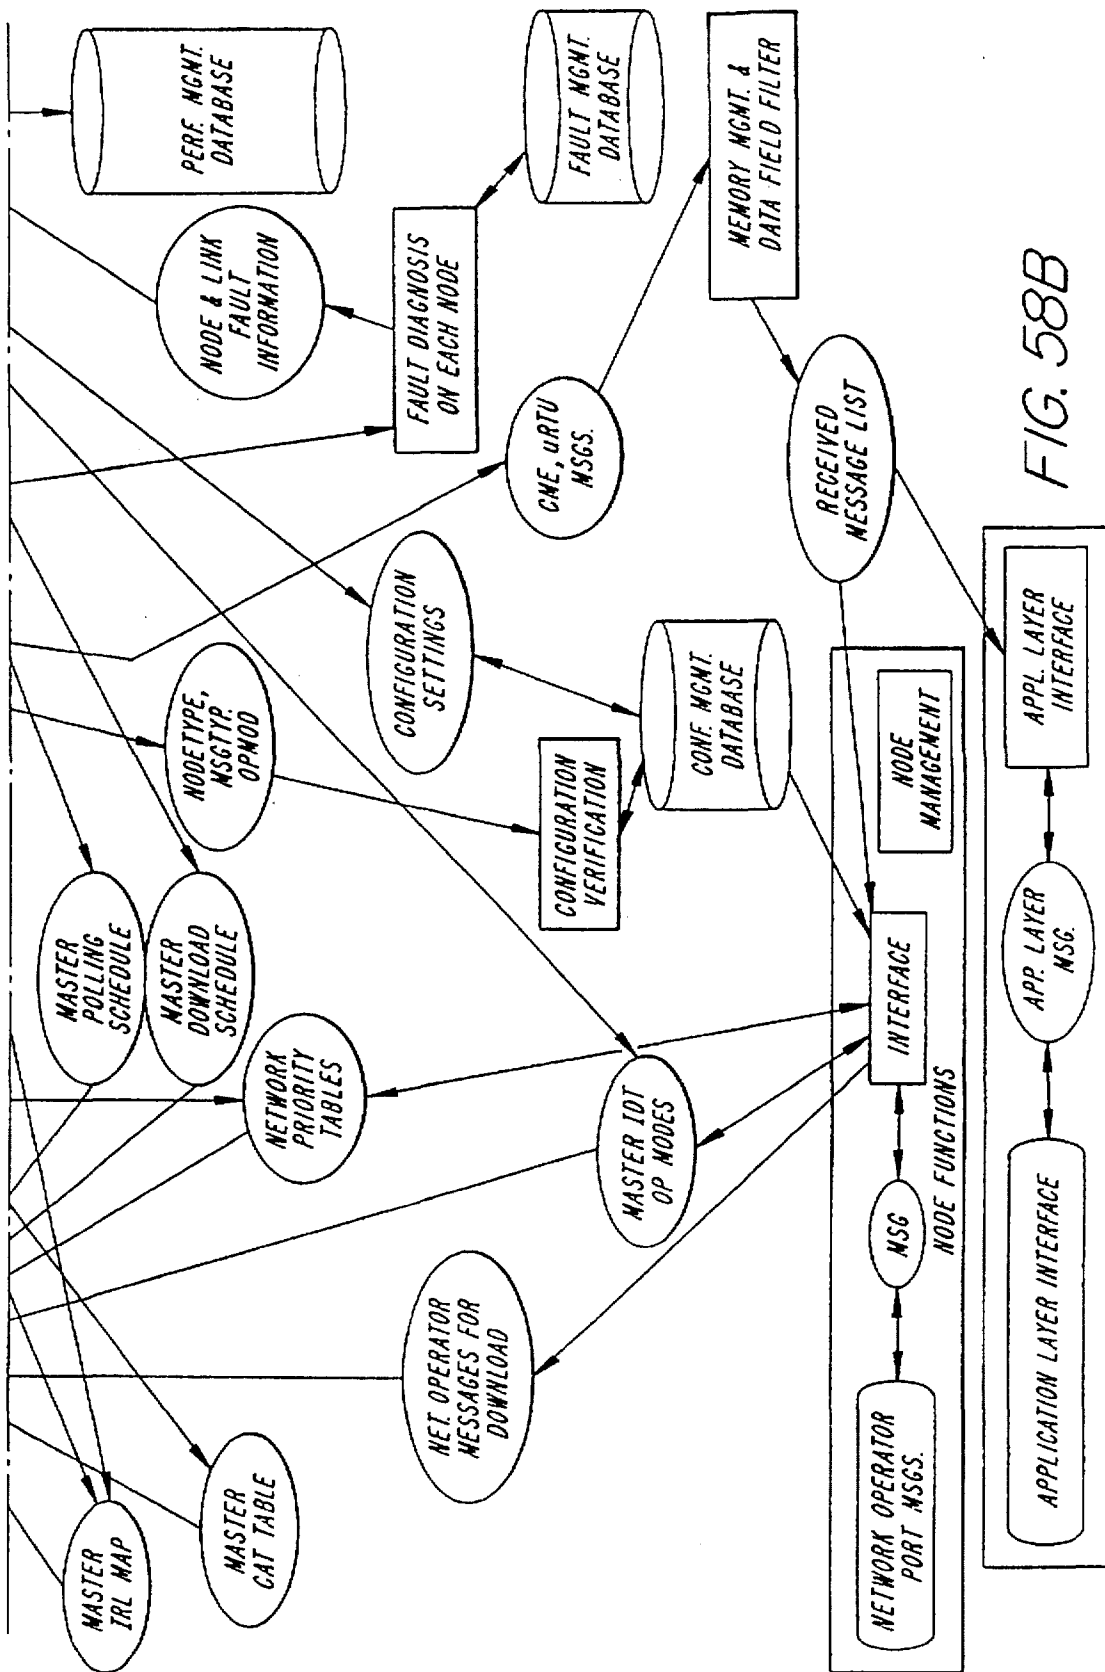 MASTER
IRL MAP
MASTER
CAT TABLE
NET. OPERATOR
MESSAGES FOR
DOWNLOAD
MASTER
POLLING
SCHEDULE
MASTER
DOWNLOAD
SCHEDULE
NETWORK
PRIORITY
TABLES
MASTER IDT
OP MODES
NODETYPE,
MSGTYP.
OPMOD
CONFIGURATION
VERIFICATION
CONFIGURATION
SETTINGS
CONF. MGMT.
DATABASE
PERF. MGMT.
DATABASE
NODE & LINK
FAULT
INFORMATION
FAULT DIAGNOSIS
ON EACH NODE
FAULT MGMT.
DATABASE
CME, uRTU
MSGS.
MEMORY MGMT. &
DATA FIELD FILTER
RECEIVED
MESSAGE LIST
NETWORK OPERATOR
PORT MSGS.
MSG
INTERFACE
NODE
MANAGEMENT
NODE FUNCTIONS
APPLICATION LAYER INTERFACE
APP. LAYER
MSG.
APPL. LAYER
INTERFACE
FIG. 58B